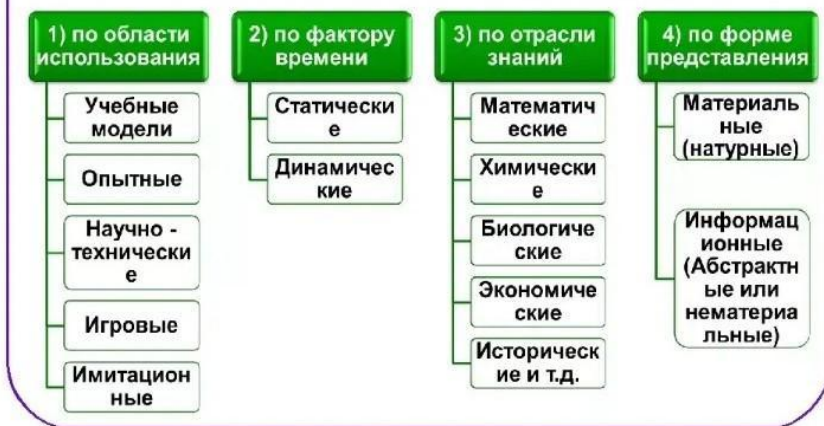 1) по области
использования
Учебные
модели
Опытные
Научно -
технически
е
Игровые
Имитацион
ные
2) по фактору
времени
Статически
е
Динамичес
кие
3) по отрасли
знаний
Математич
еские
Химически
е
Биологиче
ские
Экономиче
ские
Историческ
ие и т.д.
4) по форме
представления
Материаль
ные
(натурные)
Информац
ионные
(Абстрактн
ые или
нематериа
льные)